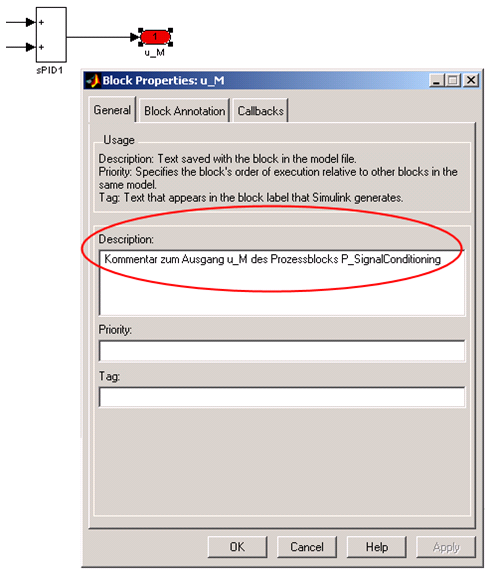 +
+
1
sPID1
u_M
Block Properties: u_M
General
Block Annotation
Callbacks
Usage
Description: Text saved with the block in the model file.
Priority: Specifies the block's order of execution relative to other blocks in the
same model.
Tag: Text that appears in the block label that Simulink generates.
Description:
Kommentar zum Ausgang u_M des Prozessblocks P_SignalConditioning
Priority:
Tag:
OK
Cancel
Help
Apply